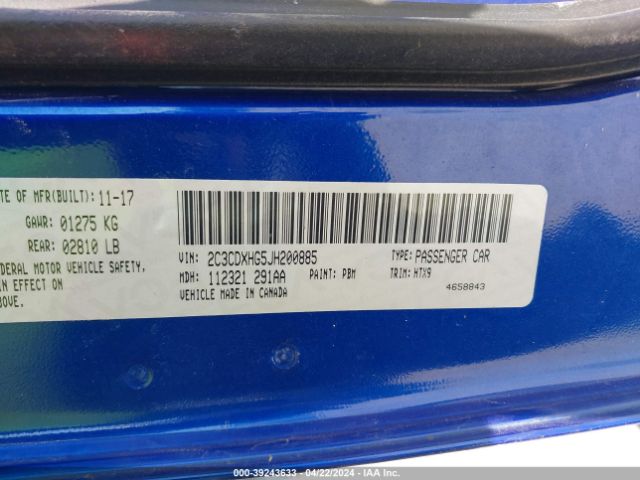 TE OF MFR(BUILT): 11-17
GAWR: 01275 KG
REAR: 02810 LB
DERAL MOTOR VEHICLE SAFETY,
IN EFFECT ON
BOVE.
VIN: 2C3CDXHG5JH200885 TYPE: PASSENGER CAR
MDH: 112321 291AA PAINT: PBM TRIM: HTX9
VEHICLE MADE IN CANADA 4658843
000-39243633 - 04/22/2024 - IAA Inc.